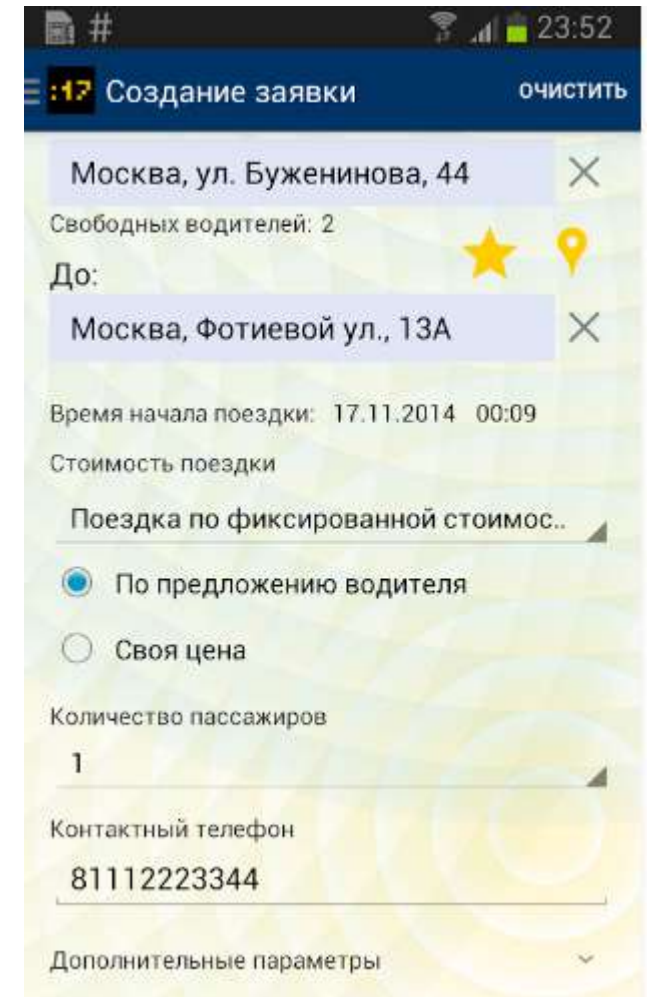 # 23:52
:17 Создание заявки ОЧИСТИТЬ
Москва, ул. Буженинова, 44
Свободных водителей: 2
До:
Москва, Фотиевой ул., 13А
Время начала поездки: 17.11.2014 00:09
Стоимость поездки
Поездка по фиксированной стоимос..
По предложению водителя
Своя цена
Количество пассажиров
1
Контактный телефон
81112223344
Дополнительные параметры